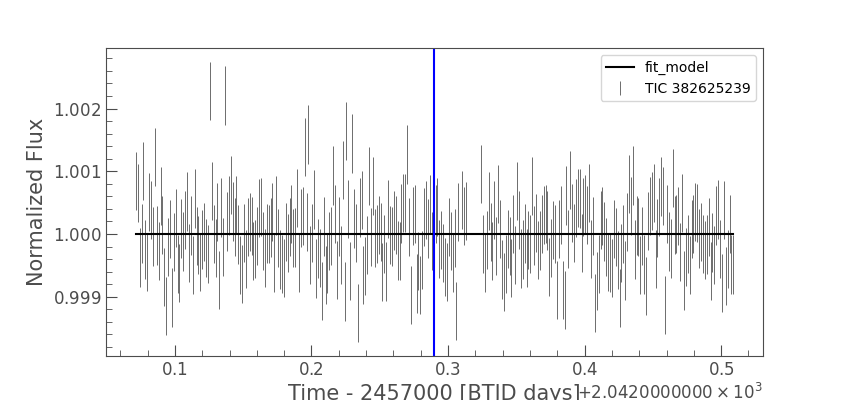 fit_model
TIC 382625239
Normalized Flux
1.002
1.001
1.000
0.999
0.1
0.2
0.3
0.4
0.5
Time - 2457000 [BTJD days]
+2.0420000000 × 10³